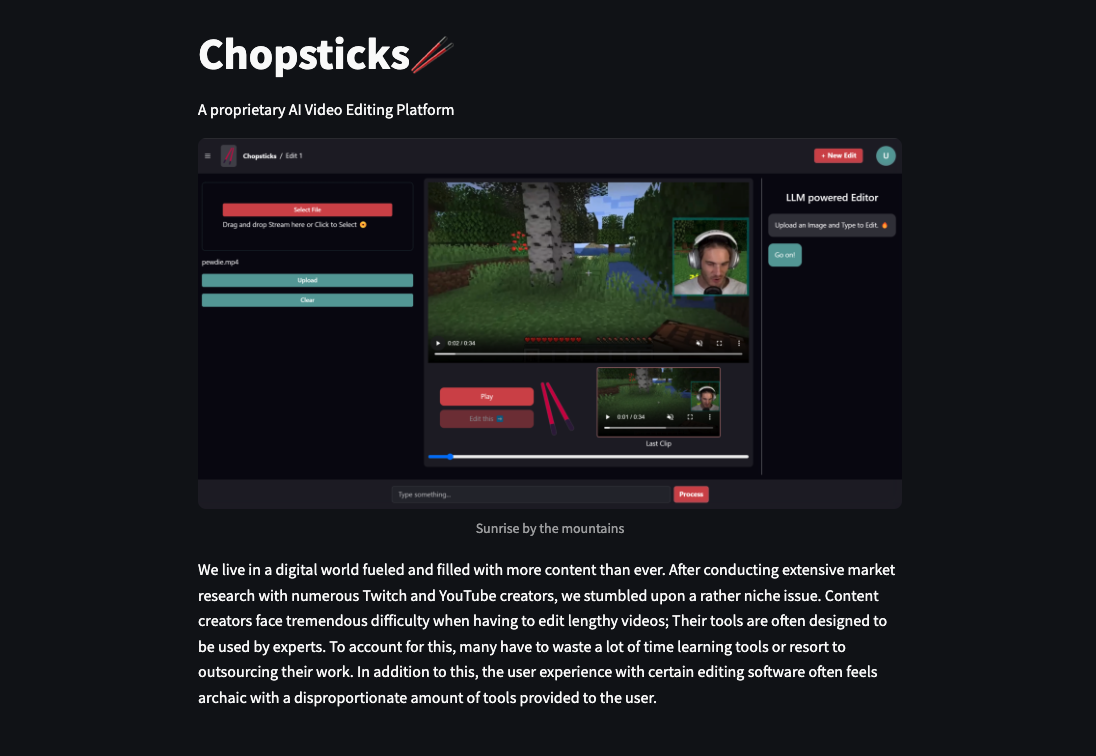 Chopsticks
A proprietary AI Video Editing Platform
Chopsticks / Edit 1
+ New Edit
U
Select File
Drag and drop Stream here or Click to Select
pewdie.mp4
Upload
Clear
0:02 / 0:34
Play
Edit this
0:01 / 0:34
Last Clip
LLM powered Editor
Upload an Image and Type to Edit.
Go on!
Type something...
Process
Sunrise by the mountains
We live in a digital world fueled and filled with more content than ever. After conducting extensive market
research with numerous Twitch and YouTube creators, we stumbled upon a rather niche issue. Content
creators face tremendous difficulty when having to edit lengthy videos; Their tools are often designed to
be used by experts. To account for this, many have to waste a lot of time learning tools or resort to
outsourcing their work. In addition to this, the user experience with certain editing software often feels
archaic with a disproportionate amount of tools provided to the user.